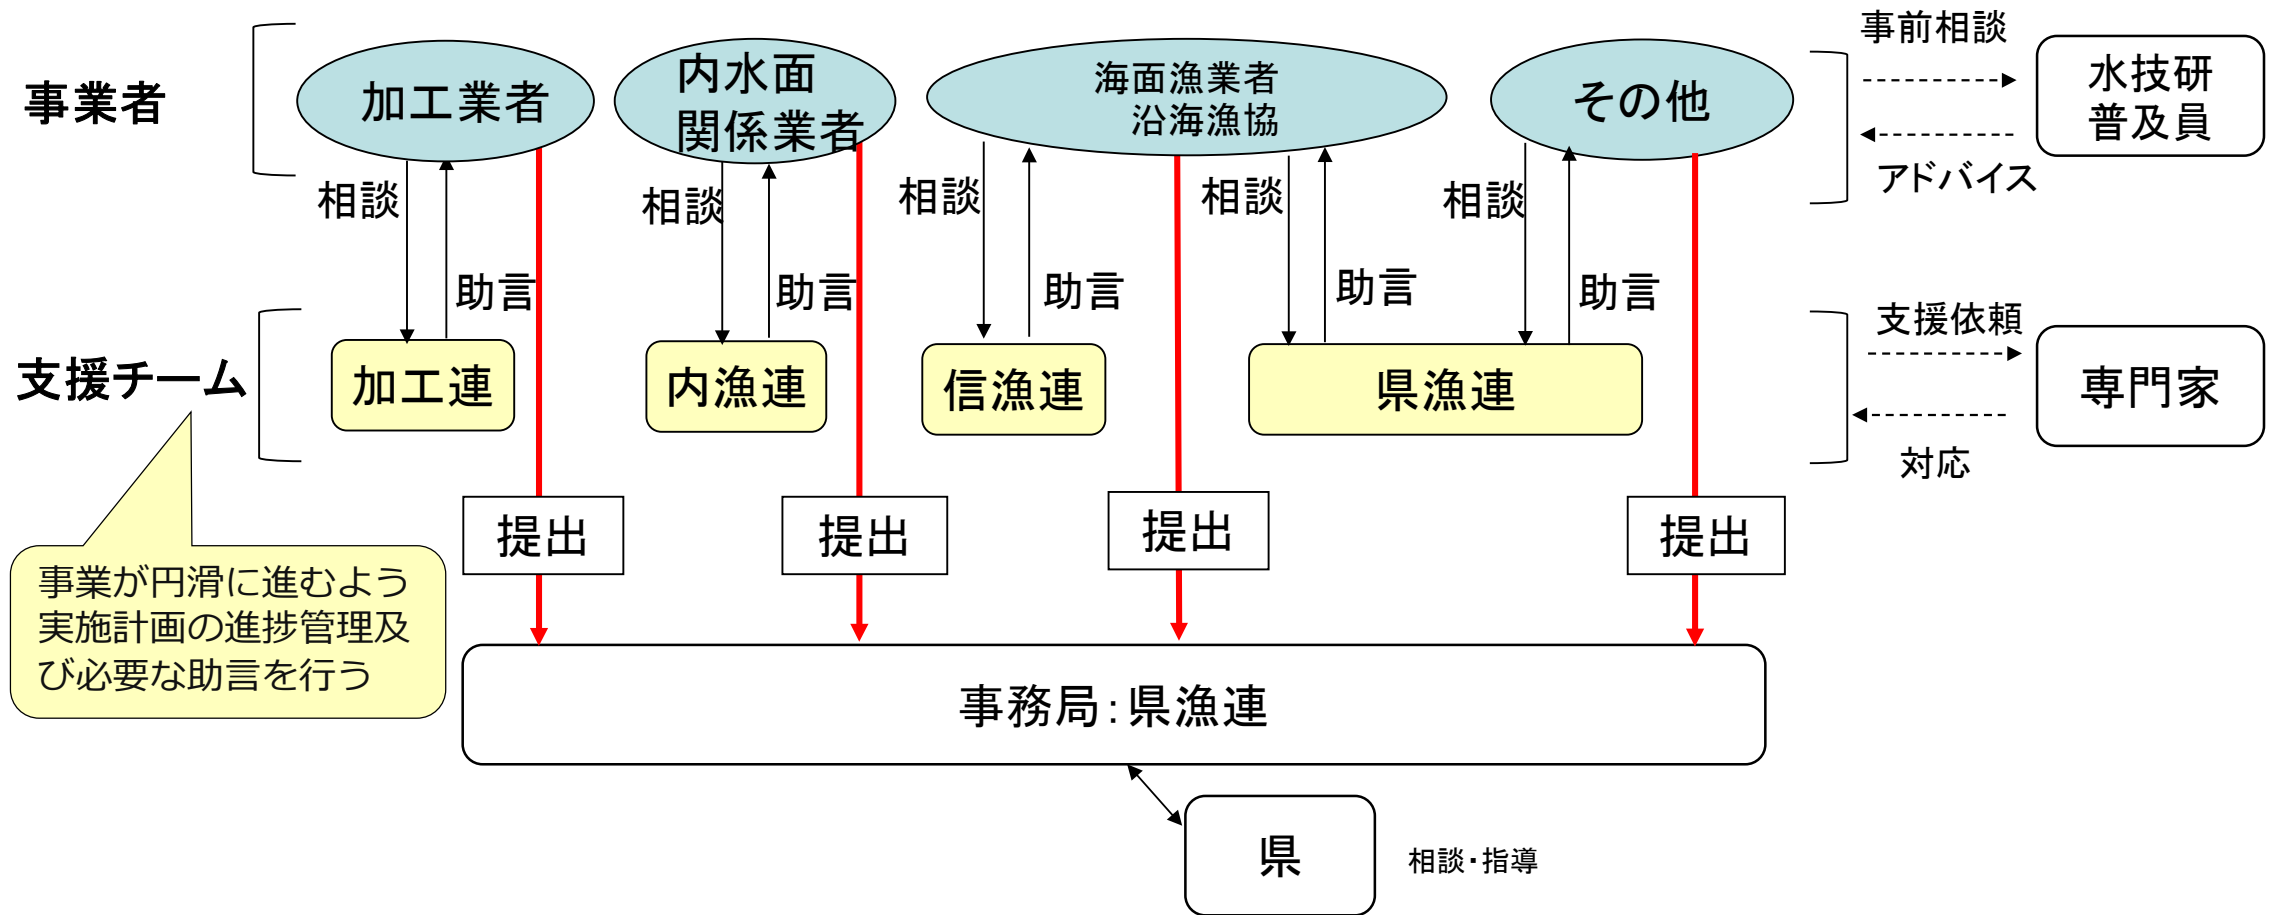 事業者
加工業者
内水面
関係業者
海面漁業者
沿海漁協
その他
事前相談
アドバイス
水技研
普及員
相談
助言
相談
助言
相談
助言
相談
助言
相談
助言
支援チーム
加工連
内漁連
信漁連
県漁連
支援依頼
対応
専門家
提出
提出
提出
提出
事業が円滑に進むよう
実施計画の進捗管理及
び必要な助言を行う
事務局：県漁連
県
相談・指導